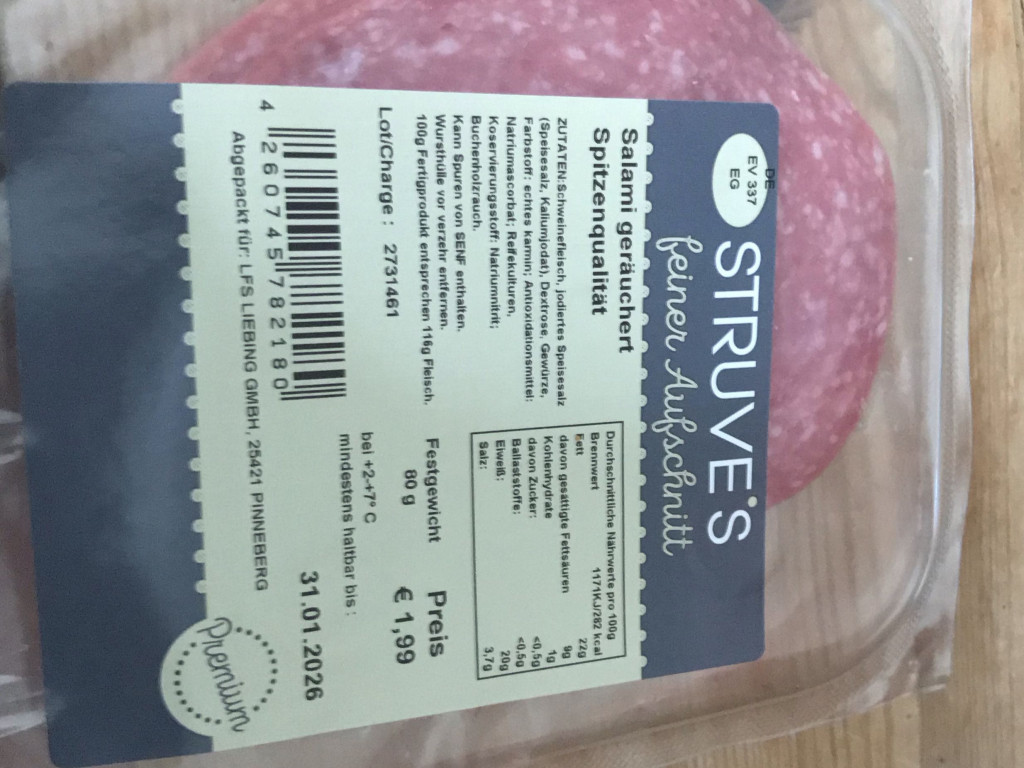 DE
EV 337
EG
STRUVE'S
feiner Aufschnitt
Salami geräuchert
Spitzenqualität
ZUTATEN:Schweinefleisch, jodiertes Speisesalz
(Speisesalz, Kaliumjodat), Dextrose, Gewürze,
Farbstoff: echtes karmin; Antioxidationsmittel:
Natriumascorbat; Reifekulturen,
Koservierungsstoff: Natriumnitrit;
Buchenholzrauch.
Kann Spuren von SENF enthalten.
Wursthülle vor verzehr entfernen.
100g Fertigprodukt entsprechen 116g Fleisch.
Lot/Charge : 2731461
Durchschnittliche Nährwerte pro 100g
Brennwert 1171KJ/282 kcal
Fett 22g
davon gesättigte Fettsäuren 9g
Kohlenhydrate 1g
davon Zucker: <0,5g
Ballaststoffe: <0,5g
Eiweiß: 20g
Salz: 3,7g
Festgewicht Preis
80 g € 1,99
bei +2-+7° C
mindestens haltbar bis :
31.01.2026
4 260745 782180
Abgepackt für: LFS LIEBING GMBH, 25421 PINNEBERG
Premium